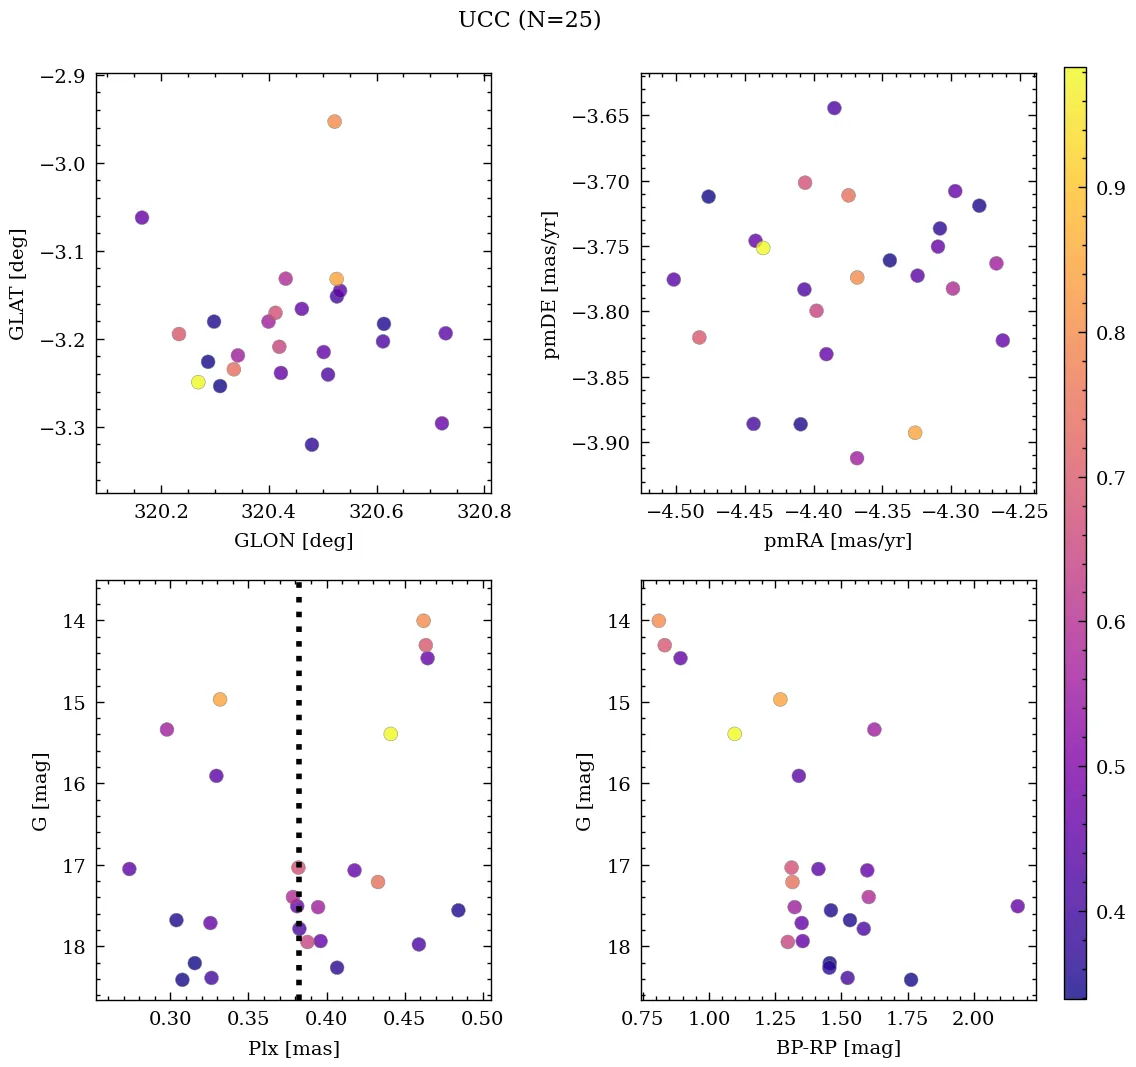 UCC (N=25)
−2.9
−3.0
−3.1
−3.2
−3.3
GLAT [deg]
320.2 320.4 320.6 320.8
GLON [deg]
−3.65
−3.70
−3.75
−3.80
−3.85
−3.90
pmDE [mas/yr]
−4.50 −4.45 −4.40 −4.35 −4.30 −4.25
pmRA [mas/yr]
14
15
16
17
18
G [mag]
0.30 0.35 0.40 0.45 0.50
Plx [mas]
14
15
16
17
18
G [mag]
0.75 1.00 1.25 1.50 1.75 2.00
BP-RP [mag]
0.9
0.8
0.7
0.6
0.5
0.4